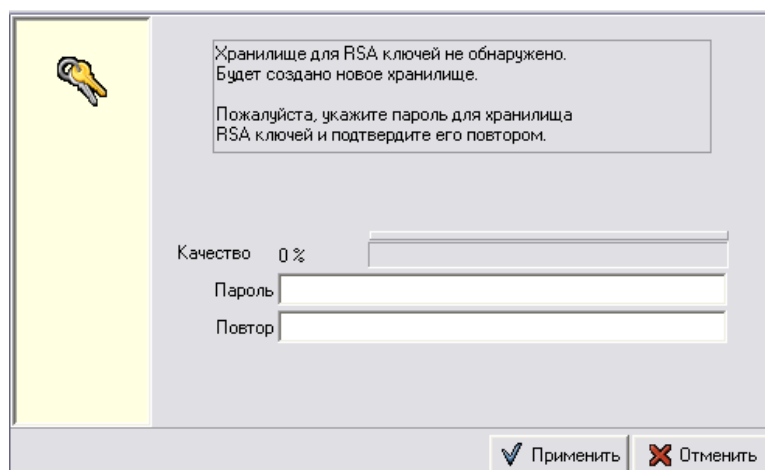 Хранилище для RSA ключей не обнаружено.
Будет создано новое хранилище.
Пожалуйста, укажите пароль для хранилища
RSA ключей и подтвердите его повтором.
Качество 0 %
Пароль
Повтор
Применить Отменить